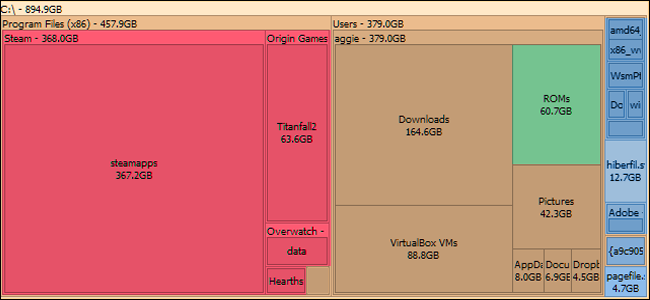 C:\ - 894.9GB
Program Files (x86) - 457.9GB
Steam - 368.0GB
steamapps
367.2GB
Origin Games
Titanfall2
63.6GB
Overwatch -
data
Hearths
Users - 379.0GB
aggie - 379.0GB
Downloads
164.6GB
VirtualBox VMs
88.8GB
ROMs
60.7GB
Pictures
42.3GB
AppDa
8.0GB
Docu
6.9GB
Dropb
4.5GB
amd64_
x86_wv
WsmPt
Do
wi
hiberfil.s
12.7GB
Adobe -
{a9c905
pagefile.s
4.7GB